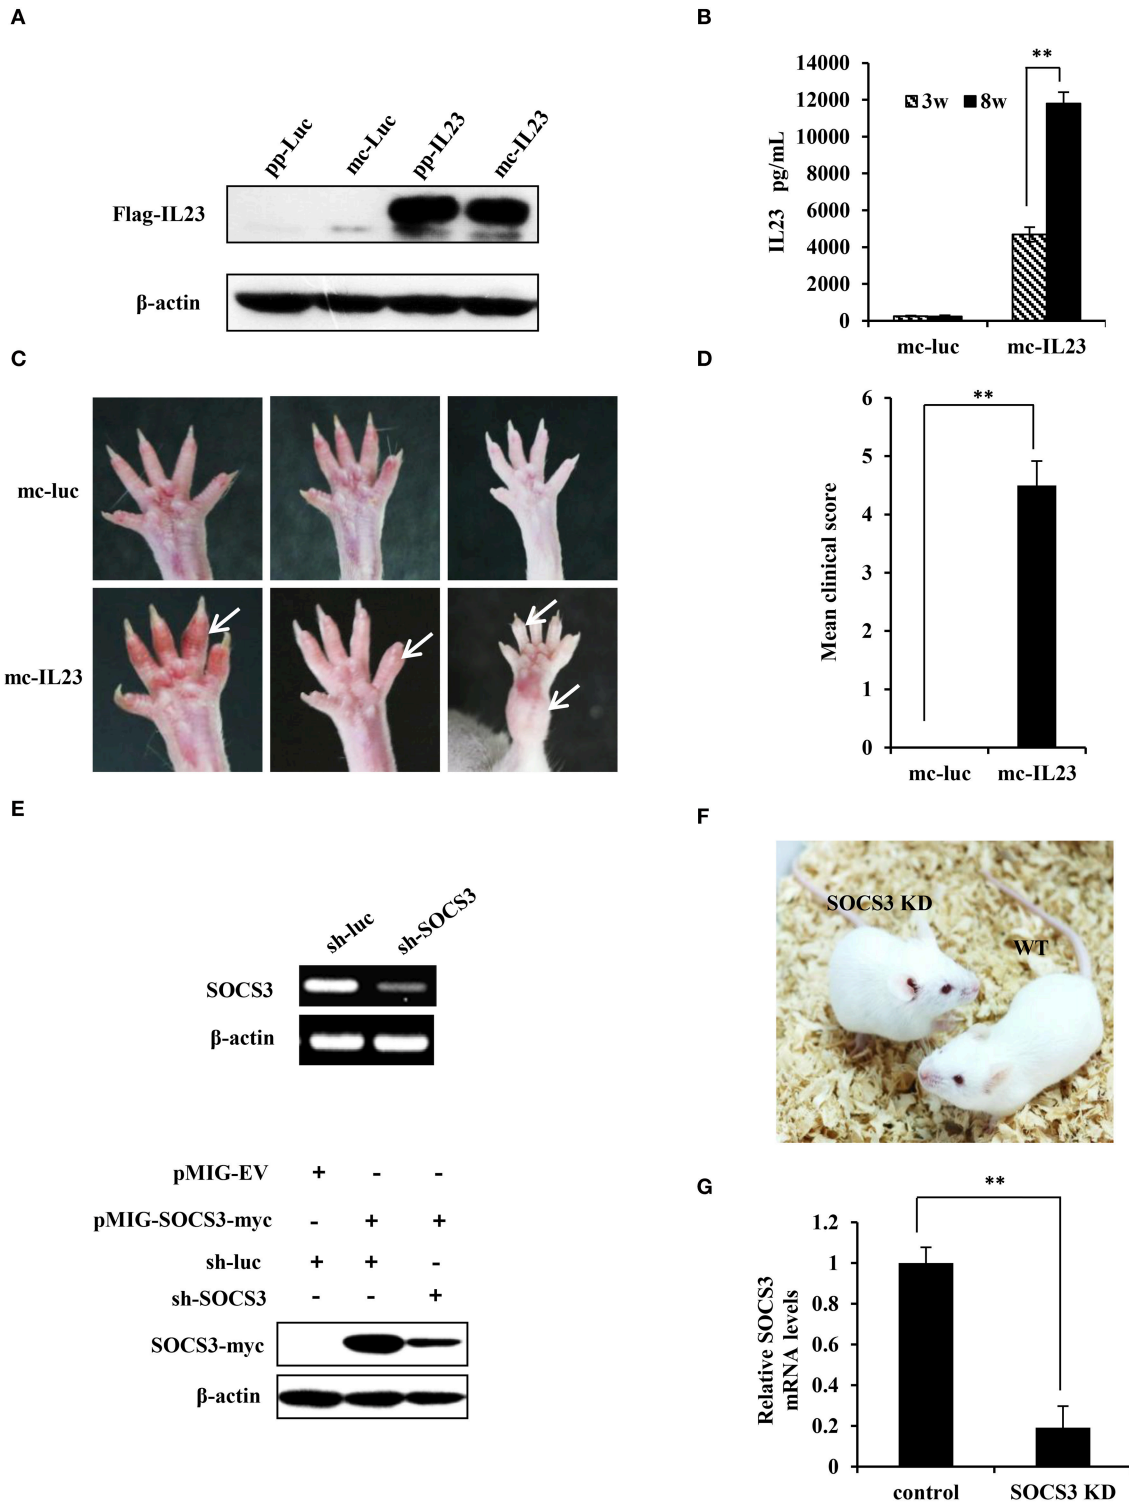 A
pp-Luc
mc-Luc
pp-IL23
mc-IL23
Flag-IL23
β-actin
B
14000
12000
10000
8000
6000
4000
2000
0
IL23 pg/mL
3w
8w
**
mc-luc
mc-IL23
C
mc-luc
mc-IL23
D
6
5
4
3
2
1
0
Mean clinical score
**
mc-luc
mc-IL23
E
sh-luc
sh-SOCS3
SOCS3
β-actin
pMIG-EV + - -
pMIG-SOCS3-myc - + +
sh-luc + + -
sh-SOCS3 - - +
SOCS3-myc
β-actin
F
SOCS3 KD
WT
G
**
1.2
1
0.8
0.6
0.4
0.2
0
Relative SOCS3
mRNA levels
control
SOCS3 KD